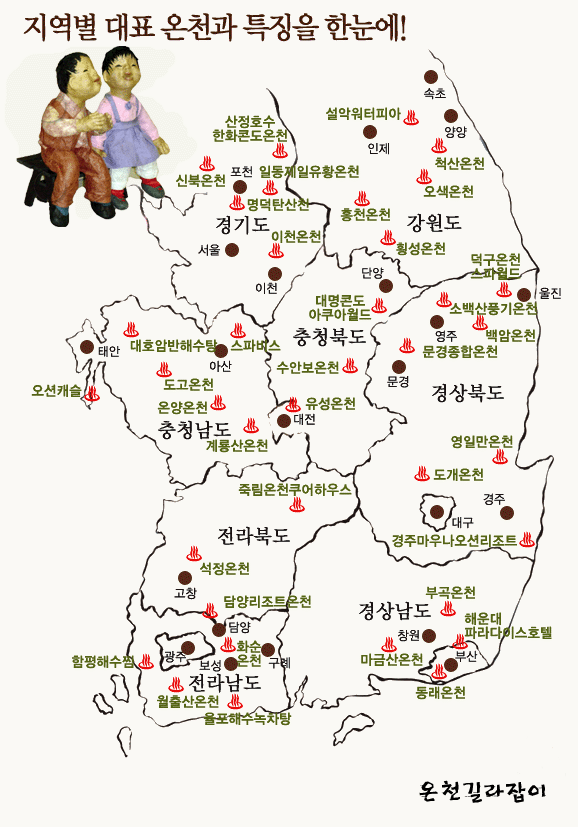 지역별 대표 온천과 특징을 한눈에!
속초
설악워터피아
양양
산정호수
한화콘도온천
인제
척산온천
신북온천
포천
일동제일유황온천
오색온천
명덕탄산천
홍천온천
경기도
강원도
이천온천
횡성온천
서울
덕구온천
스파월드
이천
단양
울진
대명콘도
아쿠아월드
소백산풍기온천
충청북도
영주
백암온천
대호암반해수탕
스파비스
태안
아산
문경종합온천
수안보온천
도고온천
문경
오션캐슬
경상북도
온양온천
유성온천
대전
충청남도
계룡산온천
영일만온천
도개온천
죽림온천쿠어하우스
경주
대구
전라북도
경주마우나오션리조트
석정온천
고창
부곡온천
담양리조트온천
경상남도
해운대
파라다이스호텔
담양
창원
화순
온천
광주
구례
마금산온천
부산
함평해수찜
보성
전라남도
동래온천
월출산온천
율포해수녹차탕
온천길라잡이